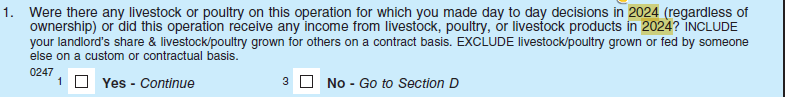 1. Were there any livestock or poultry on this operation for which you made day to day decisions in 2024 (regardless of
ownership) or did this operation receive any income from livestock, poultry, or livestock products in 2024? INCLUDE
your landlord's share & livestock/poultry grown for others on a contract basis. EXCLUDE livestock/poultry grown or fed by someone
else on a custom or contractual basis.
0247
1 Yes - Continue 3 No - Go to Section D